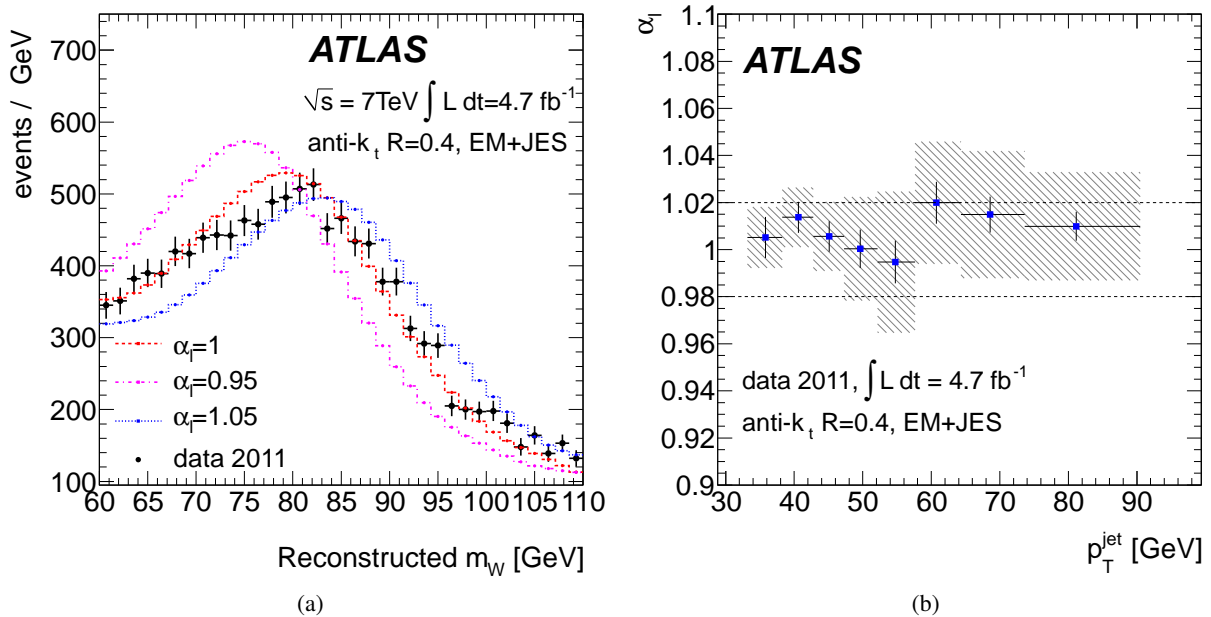 events / GeV
700
600
500
400
300
200
100
ATLAS
√s = 7TeV ∫ L dt=4.7 fb⁻¹
anti-k_t R=0.4, EM+JES
α_l=1
α_l=0.95
α_l=1.05
data 2011
60 65 70 75 80 85 90 95 100 105 110
Reconstructed m_W [GeV]
(a)
α_l
1.1
1.08
1.06
1.04
1.02
1
0.98
0.96
0.94
0.92
0.9
ATLAS
data 2011, ∫L dt = 4.7 fb⁻¹
anti-k_t R=0.4, EM+JES
30 40 50 60 70 80 90
p_T^jet [GeV]
(b)